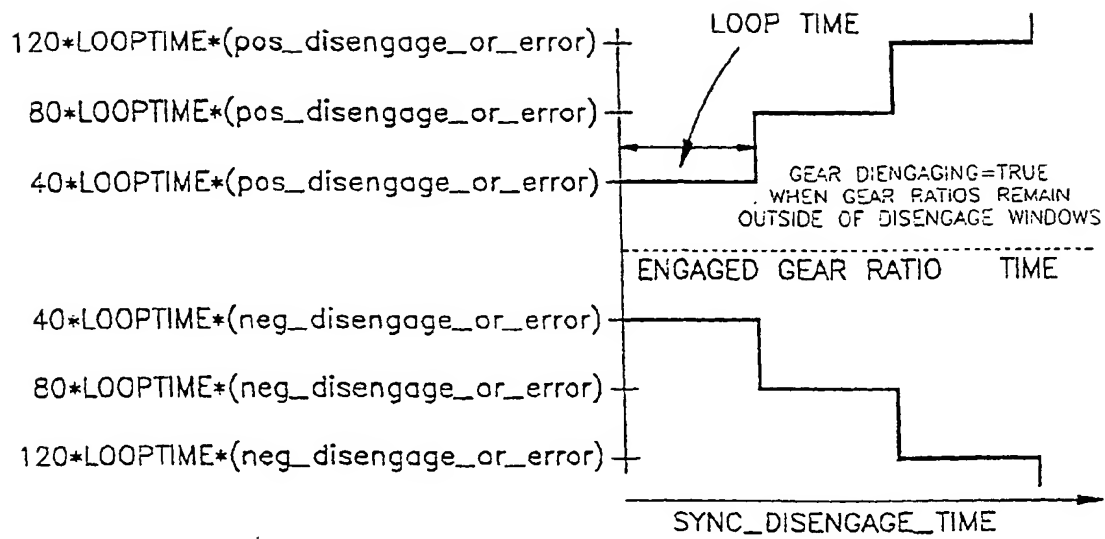 LOOP TIME
120*LOOPTIME*(pos_disengage_or_error)
80*LOOPTIME*(pos_disengage_or_error)
40*LOOPTIME*(pos_disengage_or_error)
GEAR DIENGAGING=TRUE
WHEN GEAR RATIOS REMAIN
OUTSIDE OF DISENGAGE WINDOWS
ENGAGED GEAR RATIO TIME
40*LOOPTIME*(neg_disengage_or_error)
80*LOOPTIME*(neg_disengage_or_error)
120*LOOPTIME*(neg_disengage_or_error)
SYNC_DISENGAGE_TIME